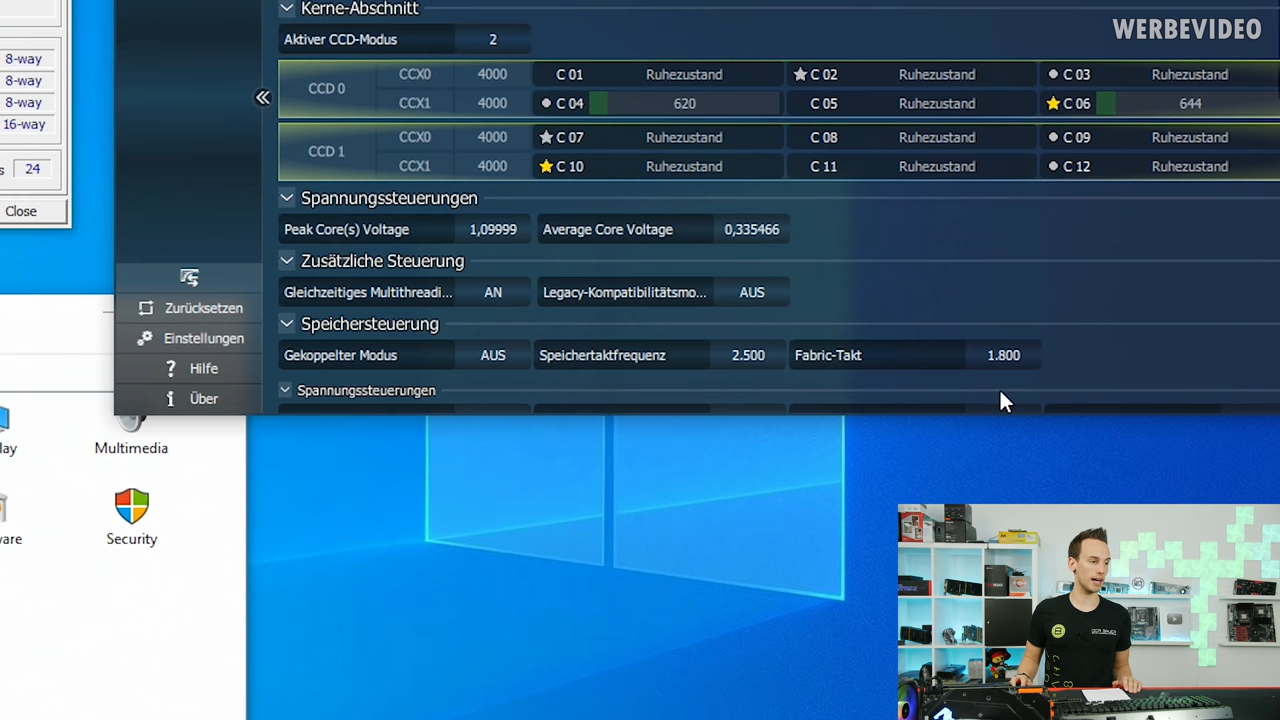 WERBEVIDEO
Kerne-Abschnitt
Aktiver CCD-Modus 2
CCD 0 CCX0 4000 C 01 Ruhezustand C 02 Ruhezustand C 03 Ruhezustand
CCX1 4000 C 04 620 C 05 Ruhezustand C 06 644
CCD 1 CCX0 4000 C 07 Ruhezustand C 08 Ruhezustand C 09 Ruhezustand
CCX1 4000 C 10 Ruhezustand C 11 Ruhezustand C 12 Ruhezustand
Spannungssteuerungen
Peak Core(s) Voltage 1,09999 Average Core Voltage 0,335466
Zusätzliche Steuerung
Gleichzeitiges Multithreadi... AN Legacy-Kompatibilitätsmo... AUS
Speichersteuerung
Gekoppelter Modus AUS Speichertaktfrequenz 2.500 Fabric-Takt 1.800
Spannungssteuerungen
Zurücksetzen
Einstellungen
? Hilfe
i Über
8-way
8-way
8-way
16-way
s 24
Close
lay
Multimedia
ware
Security